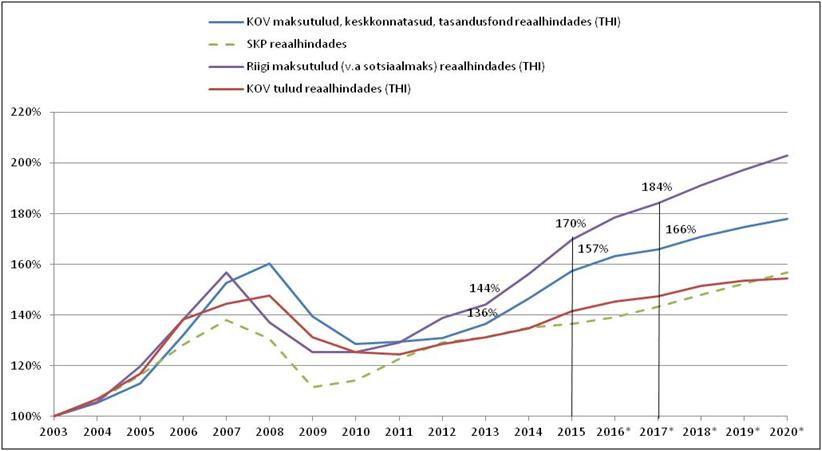 KOV maksutulud, keskkonnatasud, tasandusfond reaalhindades (THI)
SKP reaalhindades
Riigi maksutulud (v.a sotsiaalmaks) reaalhindades (THI)
KOV tulud reaalhindades (THI)
220%
200%
180%
160%
140%
120%
100%
184%
170%
166%
157%
144%
136%
2003 2004 2005 2006 2007 2008 2009 2010 2011 2012 2013 2014 2015 2016* 2017* 2018* 2019* 2020*